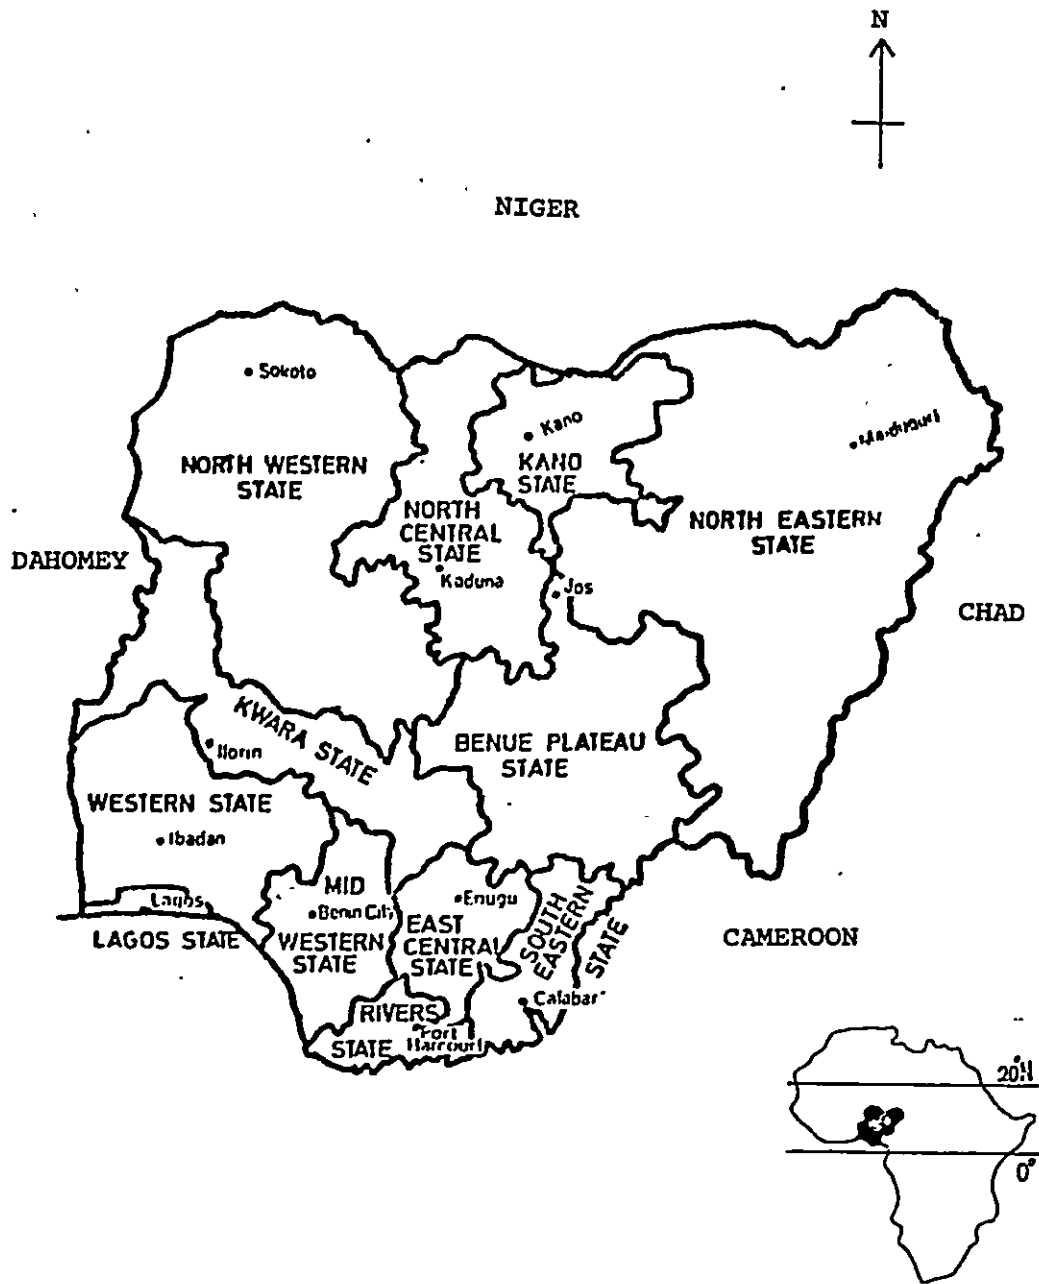 N
NIGER
Sokoto
Kano
NORTH WESTERN
STATE
KANO
STATE
NORTH
CENTRAL
STATE
NORTH EASTERN
STATE
DAHOMEY
Kaduna
Jos
CHAD
KWARA STATE
Ilorin
BENUE PLATEAU
STATE
WESTERN STATE
Ibadan
MID
WESTERN
STATE
Benin City
Enugu
EAST
CENTRAL
STATE
SOUTH
EASTERN
STATE
Lagos
LAGOS STATE
CAMEROON
Calabar
RIVERS
STATE
Port
Harcourt
20°N
0°